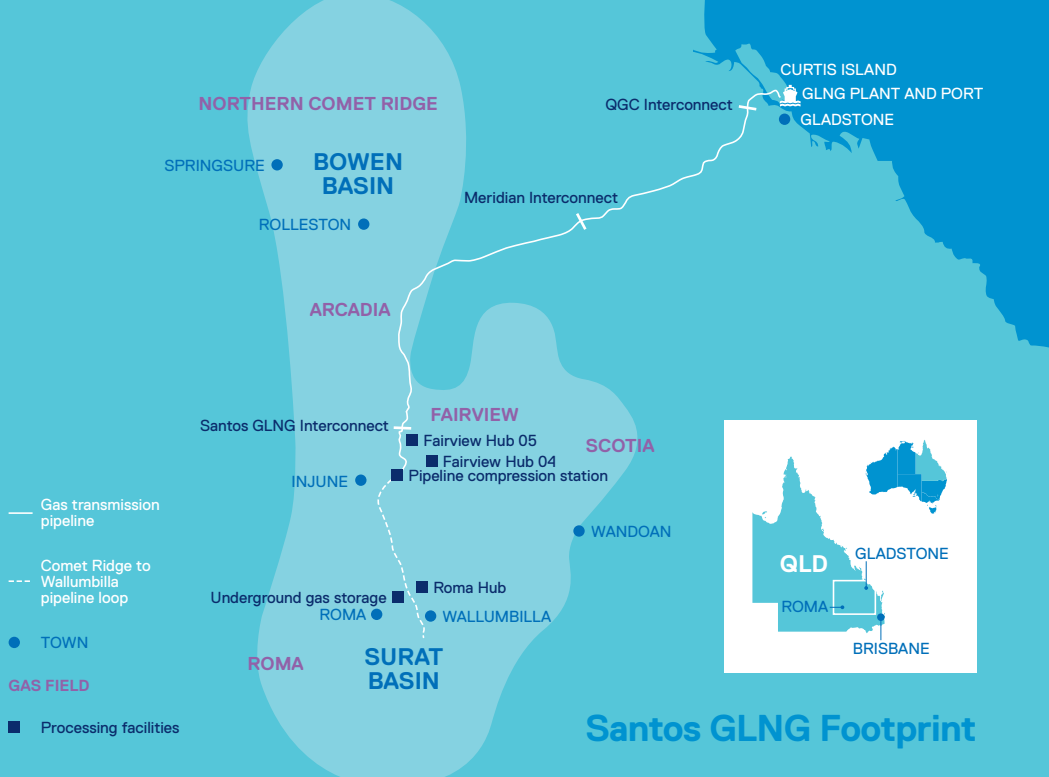 CURTIS ISLAND
GLNG PLANT AND PORT
GLADSTONE
QGC Interconnect
NORTHERN COMET RIDGE
SPRINGSURE
BOWEN
BASIN
Meridian Interconnect
ROLLESTON
ARCADIA
FAIRVIEW
Santos GLNG Interconnect
Fairview Hub 05
SCOTIA
Fairview Hub 04
Pipeline compression station
INJUNE
WANDOAN
Roma Hub
Underground gas storage
ROMA
WALLUMBILLA
ROMA
SURAT
BASIN
Gas transmission
pipeline
Comet Ridge to
Wallumbilla
pipeline loop
TOWN
GAS FIELD
Processing facilities
QLD
GLADSTONE
ROMA
BRISBANE
Santos GLNG Footprint